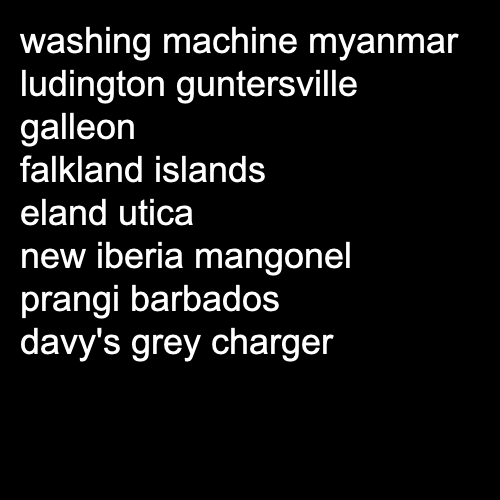 washing machine myanmar
ludington guntersville
galleon
falkland islands
eland utica
new iberia mangonel
prangi barbados
davy's grey charger